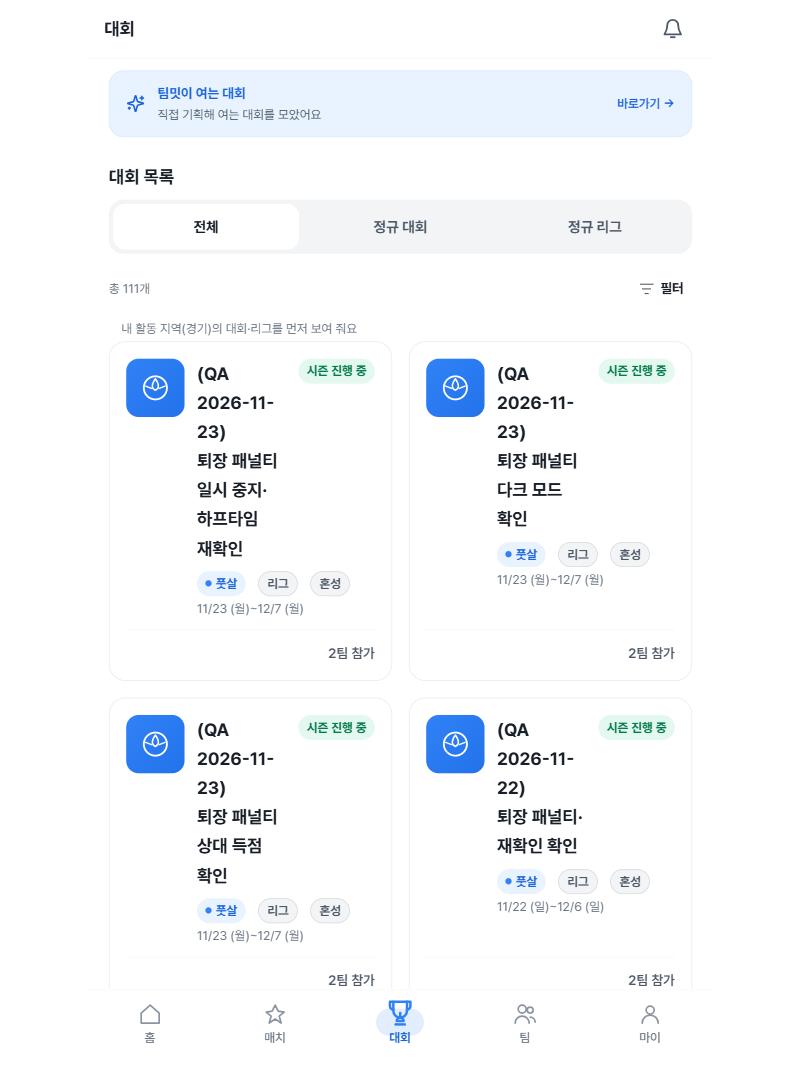 대회
팀밋이 여는 대회
직접 기획해 여는 대회를 모았어요
바로가기 →
대회 목록
전체
정규 대회
정규 리그
총 111개
필터
내 활동 지역(경기)의 대회·리그를 먼저 보여 줘요
(QA
2026-11-
23)
퇴장 패널티
일시 중지·
하프타임
재확인
시즌 진행 중
풋살
리그
혼성
11/23 (월)~12/7 (월)
2팀 참가
(QA
2026-11-
23)
퇴장 패널티
다크 모드
확인
시즌 진행 중
풋살
리그
혼성
11/23 (월)~12/7 (월)
2팀 참가
(QA
2026-11-
23)
퇴장 패널티
상대 득점
확인
시즌 진행 중
풋살
리그
혼성
11/23 (월)~12/7 (월)
2팀 참가
(QA
2026-11-
22)
퇴장 패널티·
재확인 확인
시즌 진행 중
풋살
리그
혼성
11/22 (일)~12/6 (일)
2팀 참가
홈
매치
대회
팀
마이